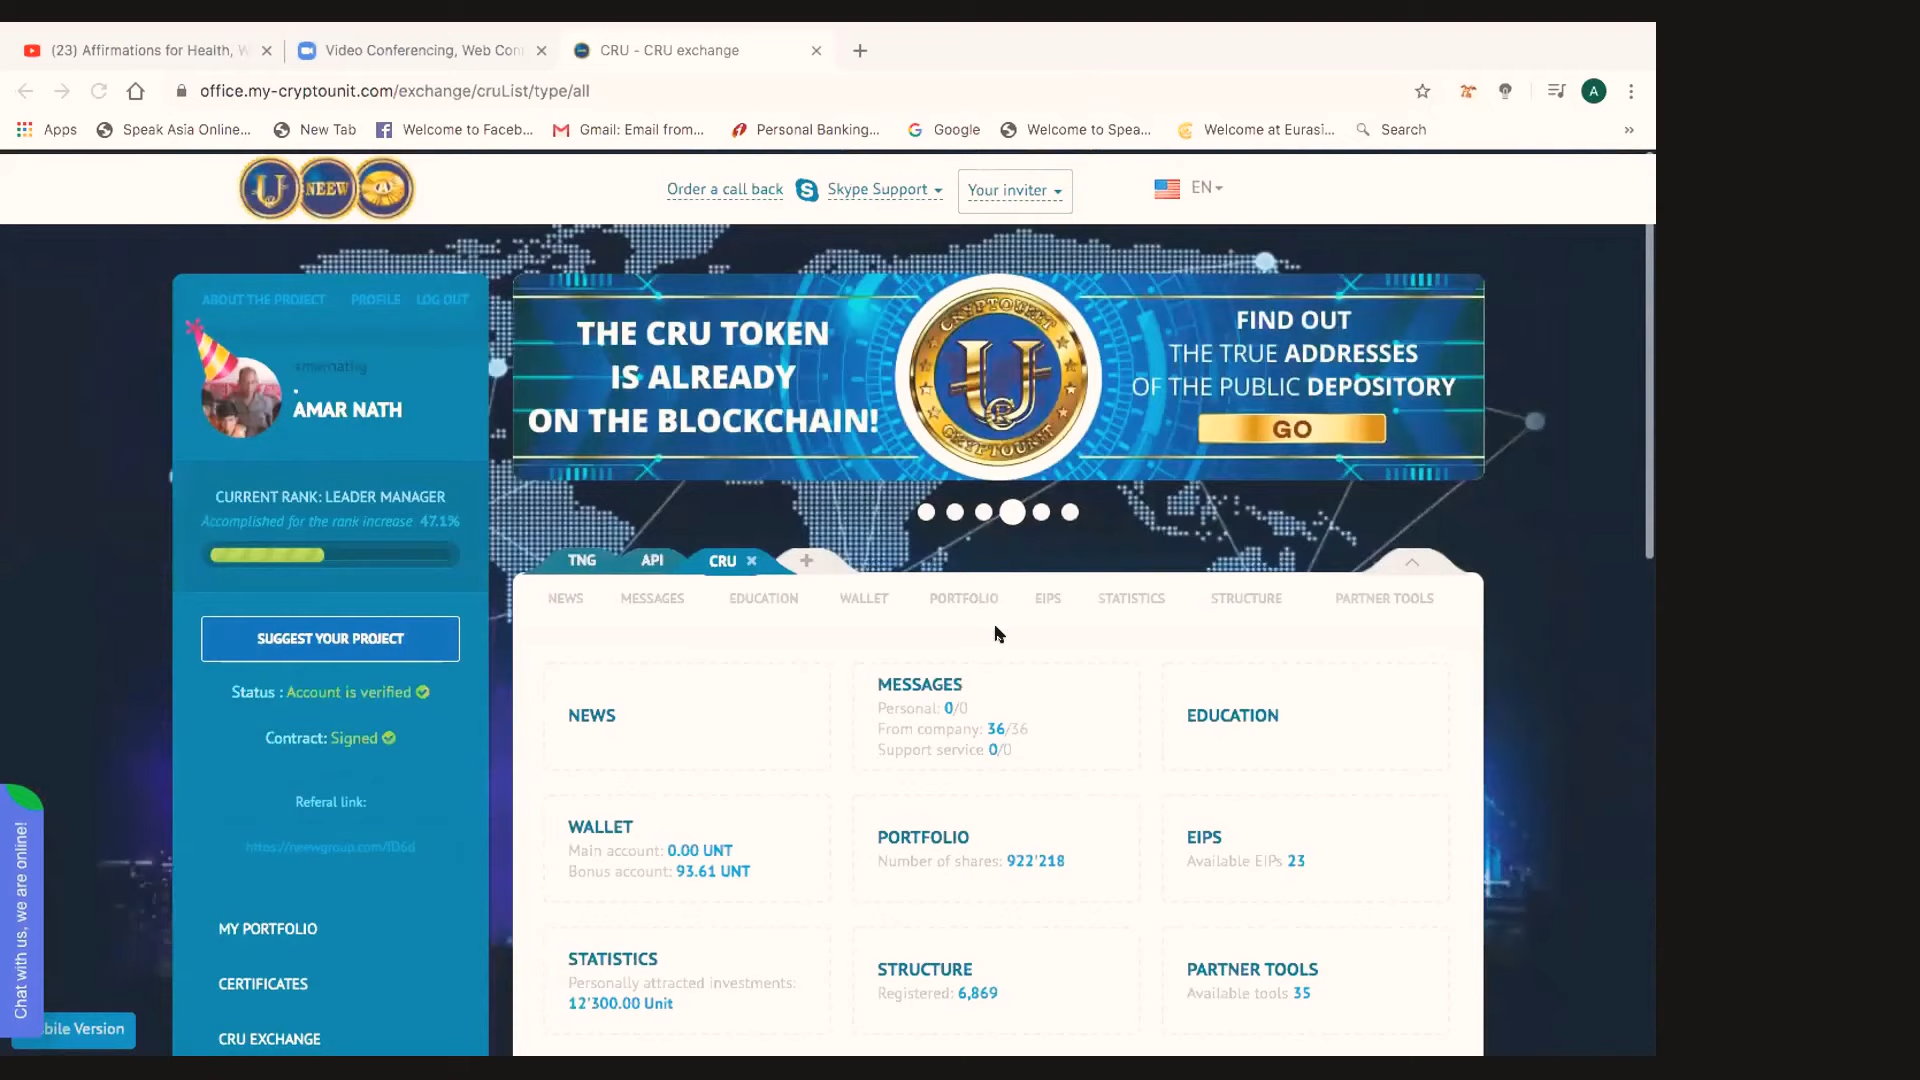 (23) Affirmations for Health, W
Video Conferencing, Web Con
CRU - CRU exchange
office.my-cryptounit.com/exchange/cruList/type/all
A
Apps
Speak Asia Online...
New Tab
Welcome to Faceb...
Gmail: Email from...
Personal Banking...
Google
Welcome to Spea...
Welcome at Eurasi...
Search
»
NEEW
Order a call back
Skype Support
Your inviter
EN
ABOUT THE PROJECT
PROFILE
LOG OUT
.
AMAR NATH
CURRENT RANK: LEADER MANAGER
Accomplished for the rank increase 47.1%
SUGGEST YOUR PROJECT
Status : Account is verified
Contract: Signed
Referal link:
https://neewgroup.com/fD6d
MY PORTFOLIO
CERTIFICATES
CRU EXCHANGE
Chat with us, we are online!
bile Version
THE CRU TOKEN
IS ALREADY
ON THE BLOCKCHAIN!
CRYPTOUNIT
CRYPTOUNIT
FIND OUT
THE TRUE ADDRESSES
OF THE PUBLIC DEPOSITORY
GO
TNG
API
CRU
NEWS
MESSAGES
EDUCATION
WALLET
PORTFOLIO
EIPS
STATISTICS
STRUCTURE
PARTNER TOOLS
NEWS
MESSAGES
Personal: 0/0
From company: 36/36
Support service 0/0
EDUCATION
WALLET
Main account: 0.00 UNT
Bonus account: 93.61 UNT
PORTFOLIO
Number of shares: 922'218
EIPS
Available EIPs 23
STATISTICS
Personally attracted investments:
12'300.00 Unit
STRUCTURE
Registered: 6,869
PARTNER TOOLS
Available tools 35